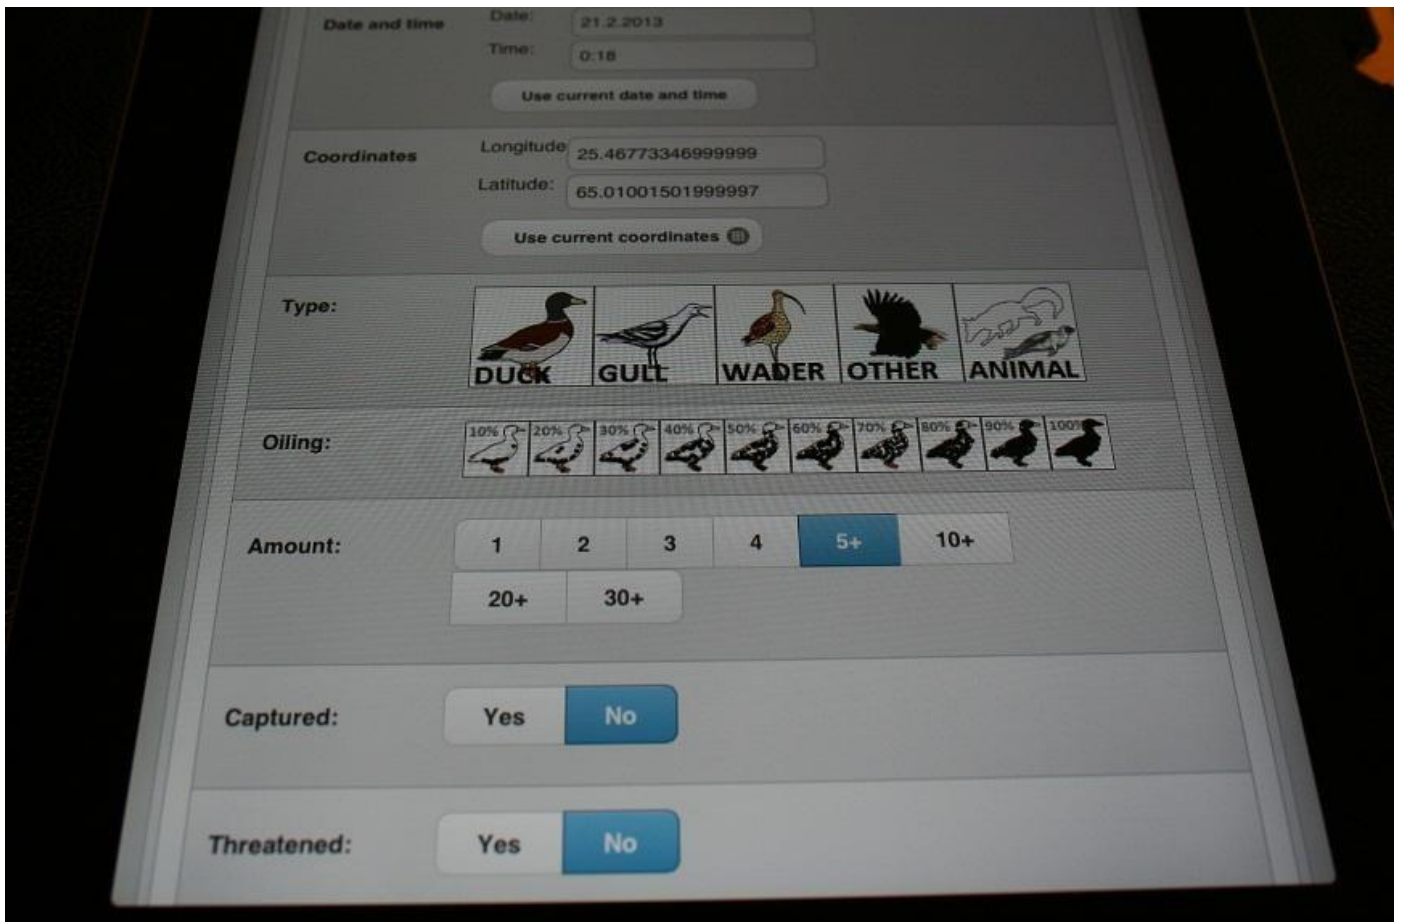 Date and time
Date:
21.2.2013
Time:
0:18
Use current date and time
Coordinates
Longitude
25.46773346999999
Latitude:
65.01001501999997
Use current coordinates
Type:
DUCK GULL WADER OTHER ANIMAL
Oiling:
10% 20% 30% 40% 50% 60% 70% 80% 90% 100%
Amount:
1 2 3 4 5+ 10+
20+ 30+
Captured:
Yes No
Threatened:
Yes No